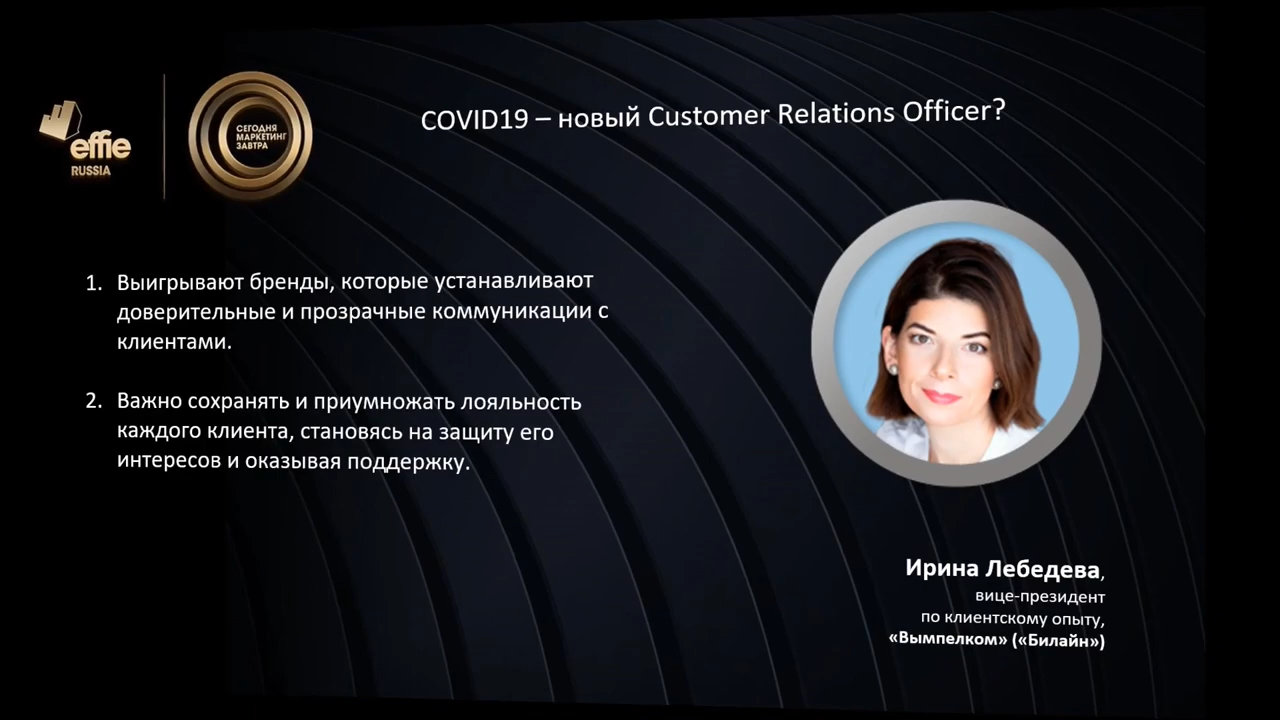 effie
RUSSIA
СЕГОДНЯ
МАРКЕТИНГ
ЗАВТРА
COVID19 – новый Customer Relations Officer?
1. Выигрывают бренды, которые устанавливают
доверительные и прозрачные коммуникации с
клиентами.
2. Важно сохранять и приумножать лояльность
каждого клиента, становясь на защиту его
интересов и оказывая поддержку.
Ирина Лебедева,
вице-президент
по клиентскому опыту,
«Вымпелком» («Билайн»)